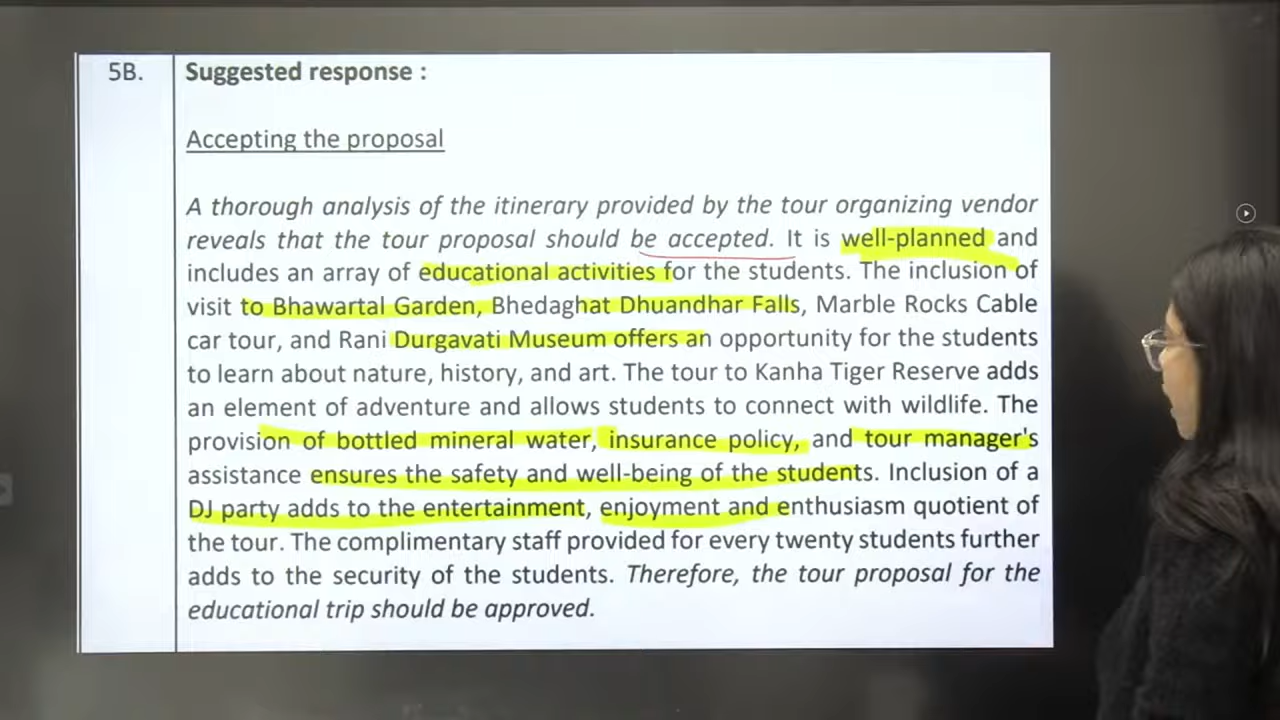 5B.
Suggested response :
Accepting the proposal
A thorough analysis of the itinerary provided by the tour organizing vendor
reveals that the tour proposal should be accepted. It is well-planned and
includes an array of educational activities for the students. The inclusion of
visit to Bhawartal Garden, Bhedaghat Dhuandhar Falls, Marble Rocks Cable
car tour, and Rani Durgavati Museum offers an opportunity for the students
to learn about nature, history, and art. The tour to Kanha Tiger Reserve adds
an element of adventure and allows students to connect with wildlife. The
provision of bottled mineral water, insurance policy, and tour manager's
assistance ensures the safety and well-being of the students. Inclusion of a
DJ party adds to the entertainment, enjoyment and enthusiasm quotient of
the tour. The complimentary staff provided for every twenty students further
adds to the security of the students. Therefore, the tour proposal for the
educational trip should be approved.